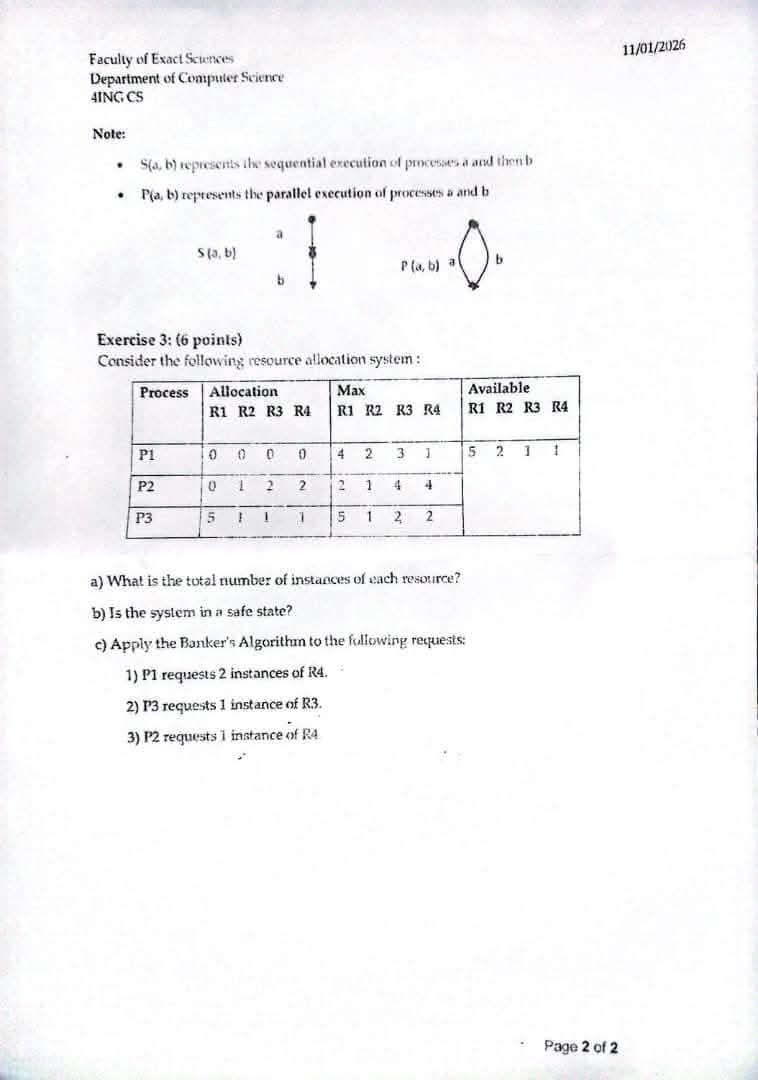 11/01/2026
Faculty of Exact Sciences
Department of Computer Science
4ING CS
Note:
• S(a, b) represents the sequential execution of processes a and then b
• P(a, b) represents the parallel execution of processes a and b
S (a, b) a b P (a, b) a b
Exercise 3: (6 points)
Consider the following resource allocation system :
Process Allocation Max Available
R1 R2 R3 R4 R1 R2 R3 R4 R1 R2 R3 R4
P1 0 0 0 0 4 2 3 1 5 2 1 1
P2 0 1 2 2 2 1 4 4
P3 5 1 1 1 5 1 2 2
a) What is the total number of instances of each resource?
b) Is the system in a safe state?
c) Apply the Banker's Algorithm to the following requests:
1) P1 requests 2 instances of R4.
2) P3 requests 1 instance of R3.
3) P2 requests 1 instance of R4
Page 2 of 2